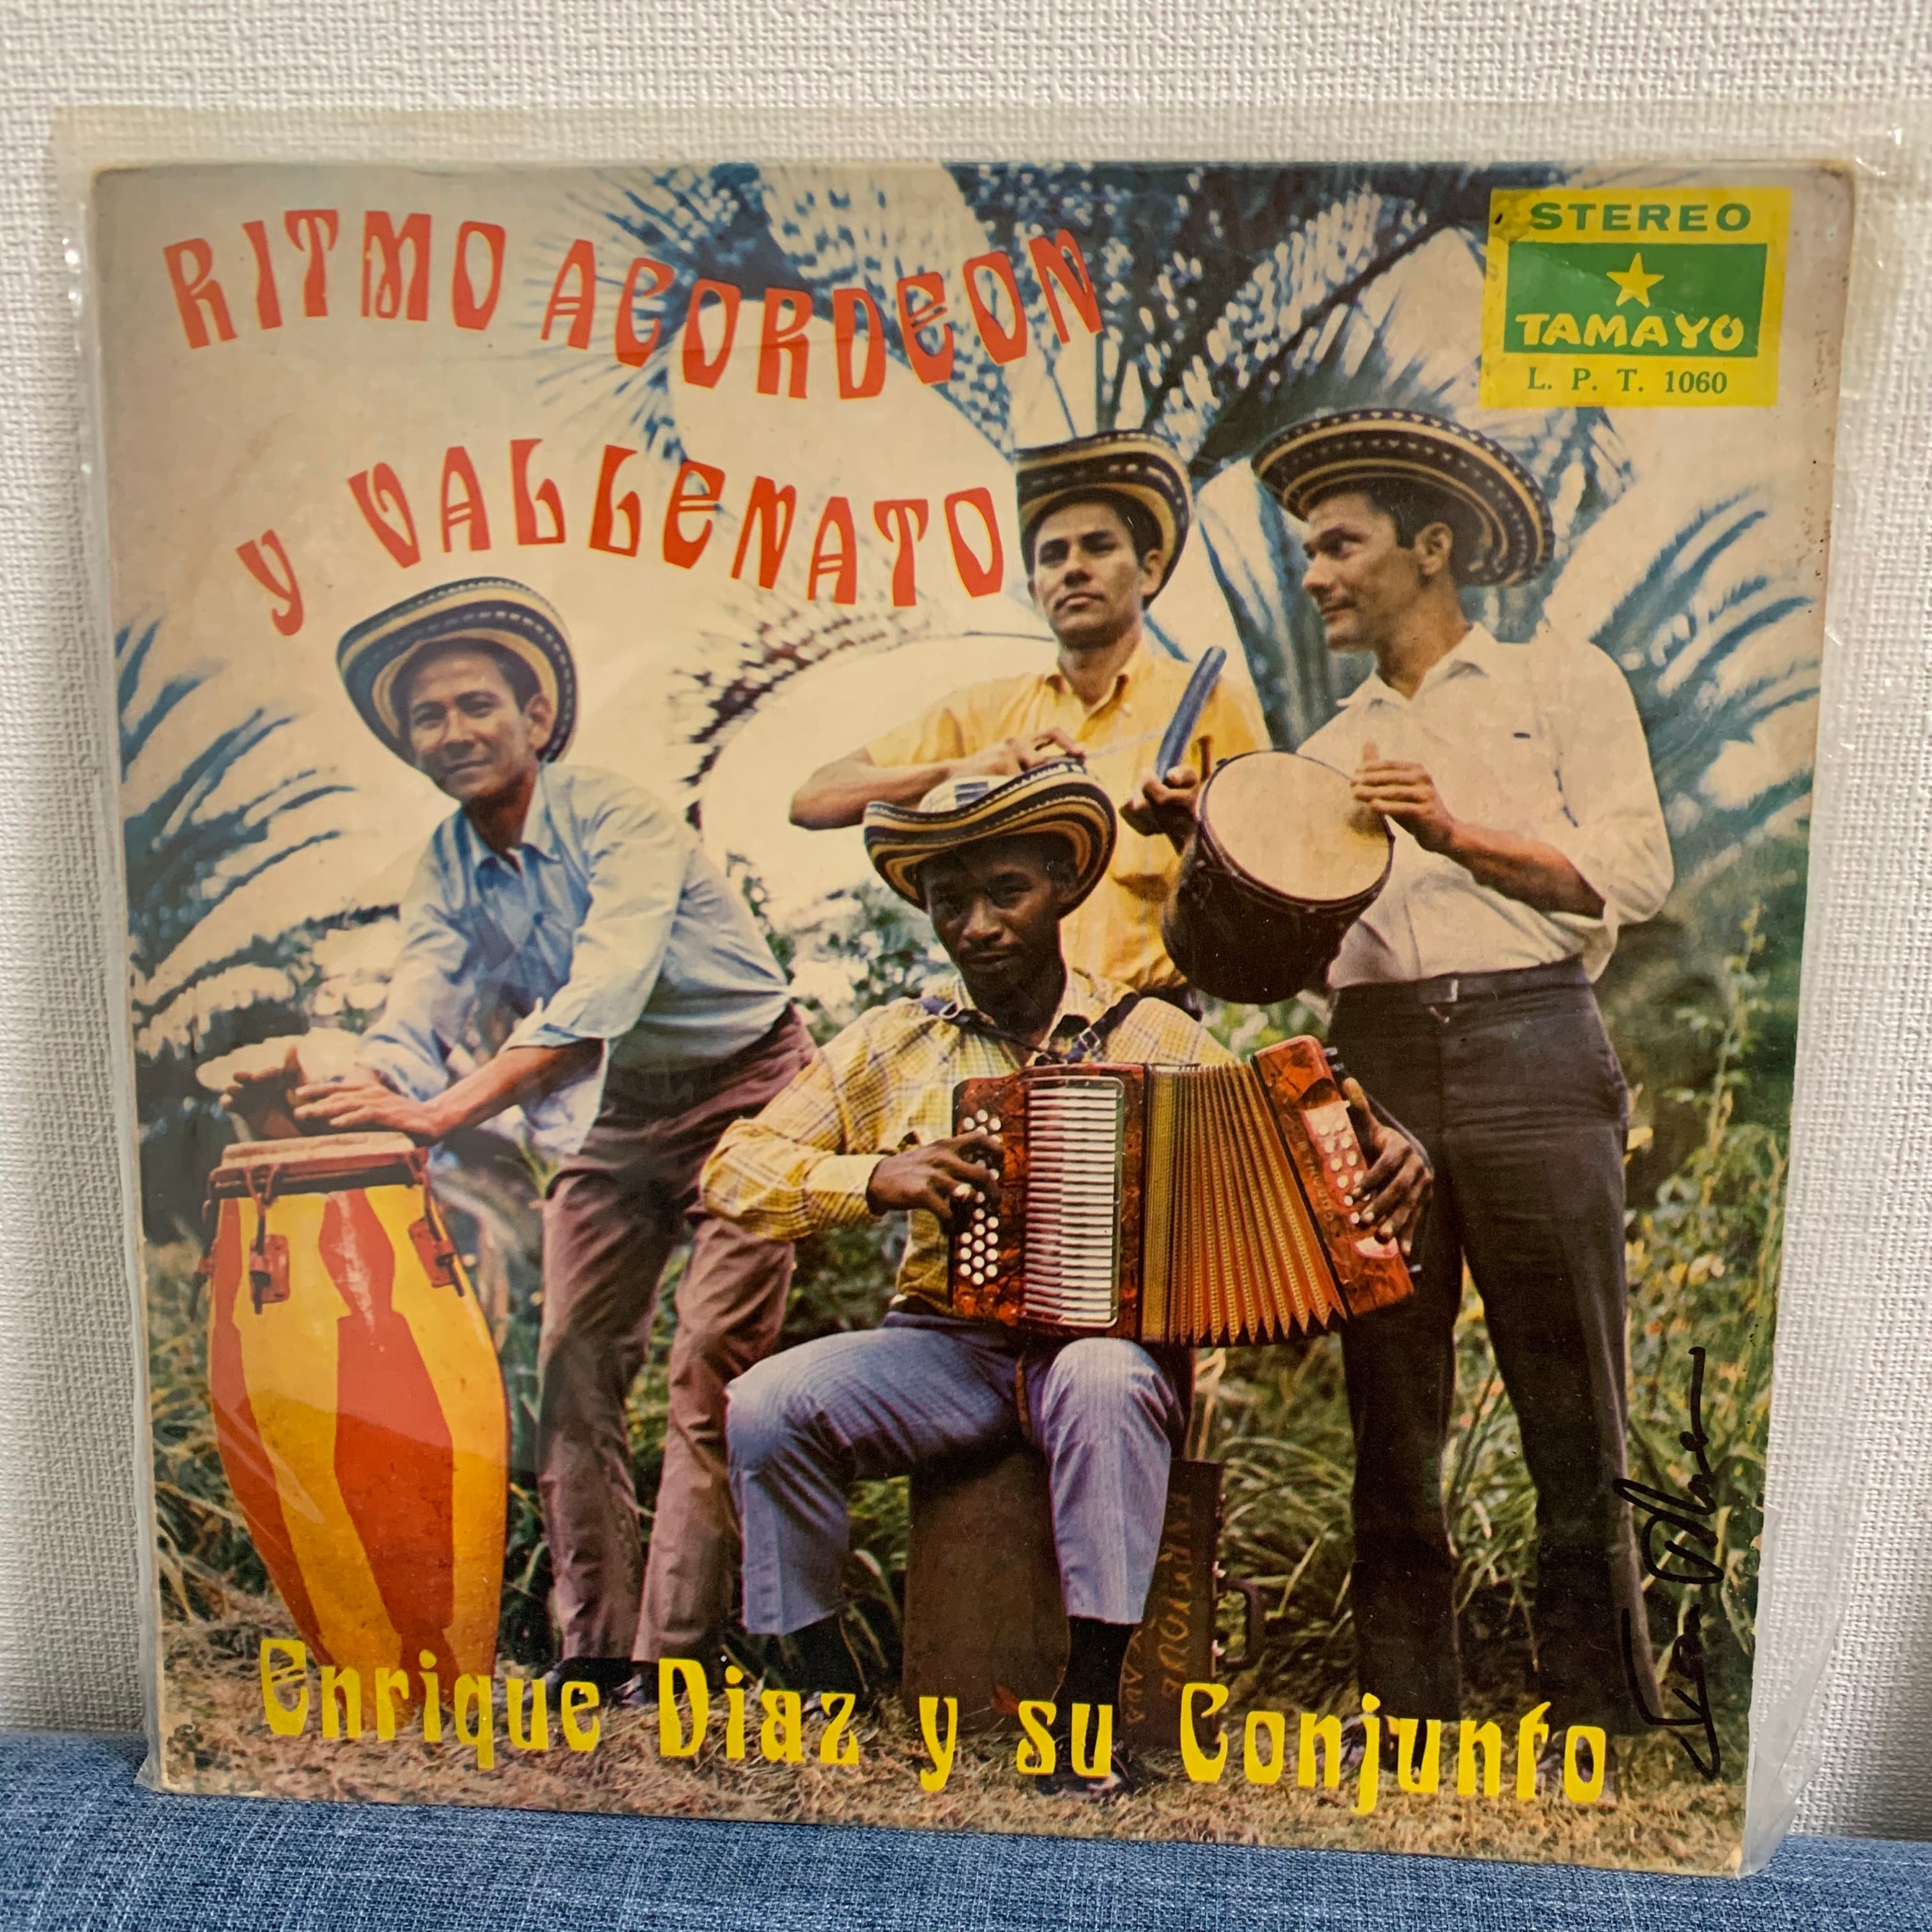 RITMO ACORDEON
Y VALLENATO
STEREO
TAMAYO
L. P. T. 1060
Enrique Diaz y su Conjunto